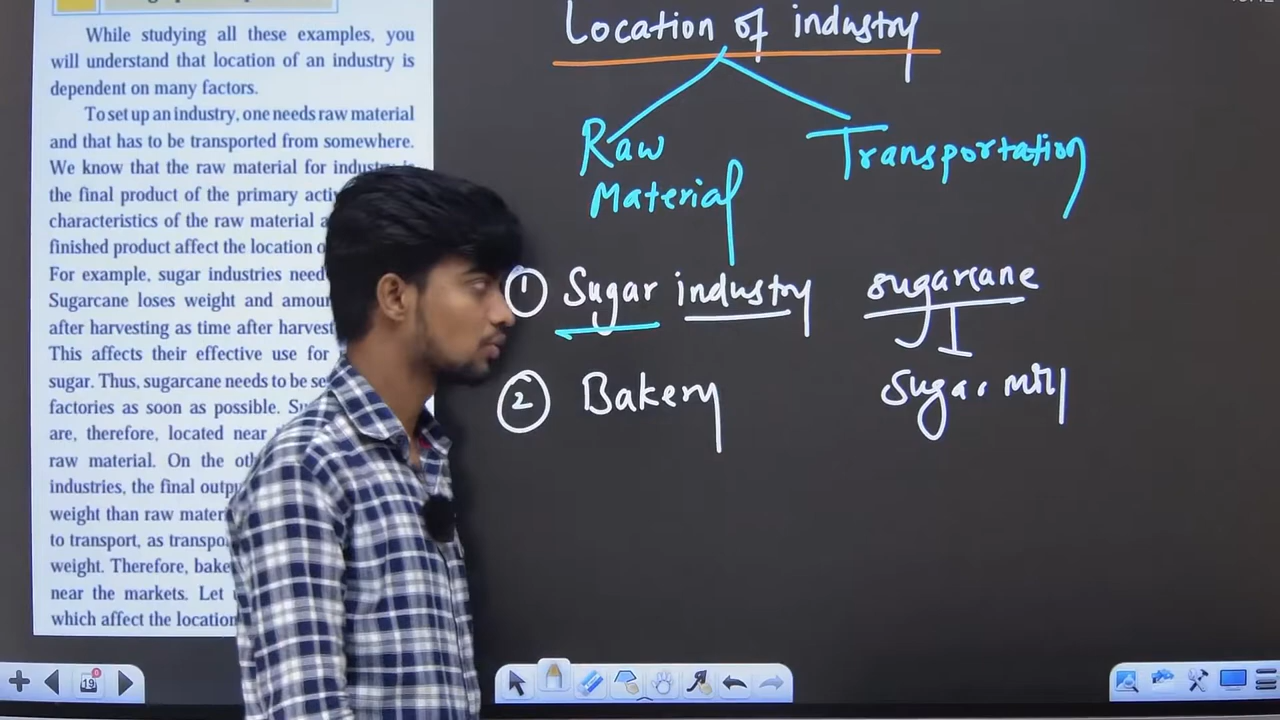 While studying all these examples, you
will understand that location of an industry is
dependent on many factors.
To set up an industry, one needs raw material
and that has to be transported from somewhere.
We know that the raw material for industry is
the final product of the primary
characteristics of the raw material
finished product affect the location
For example, sugar industries need
Sugarcane loses weight and
after harvesting as time after
This affects their effective use for
sugar. Thus, sugarcane needs to be
factories as soon as possible.
are, therefore, located near
raw material. On the
industries, the final
weight than raw
to transport, as
weight. Therefore,
near the markets. Let
which affect the
Location of industry
Raw
Material
Transportation
① Sugar industry
sugarcane
② Bakery
Sugar mill
19